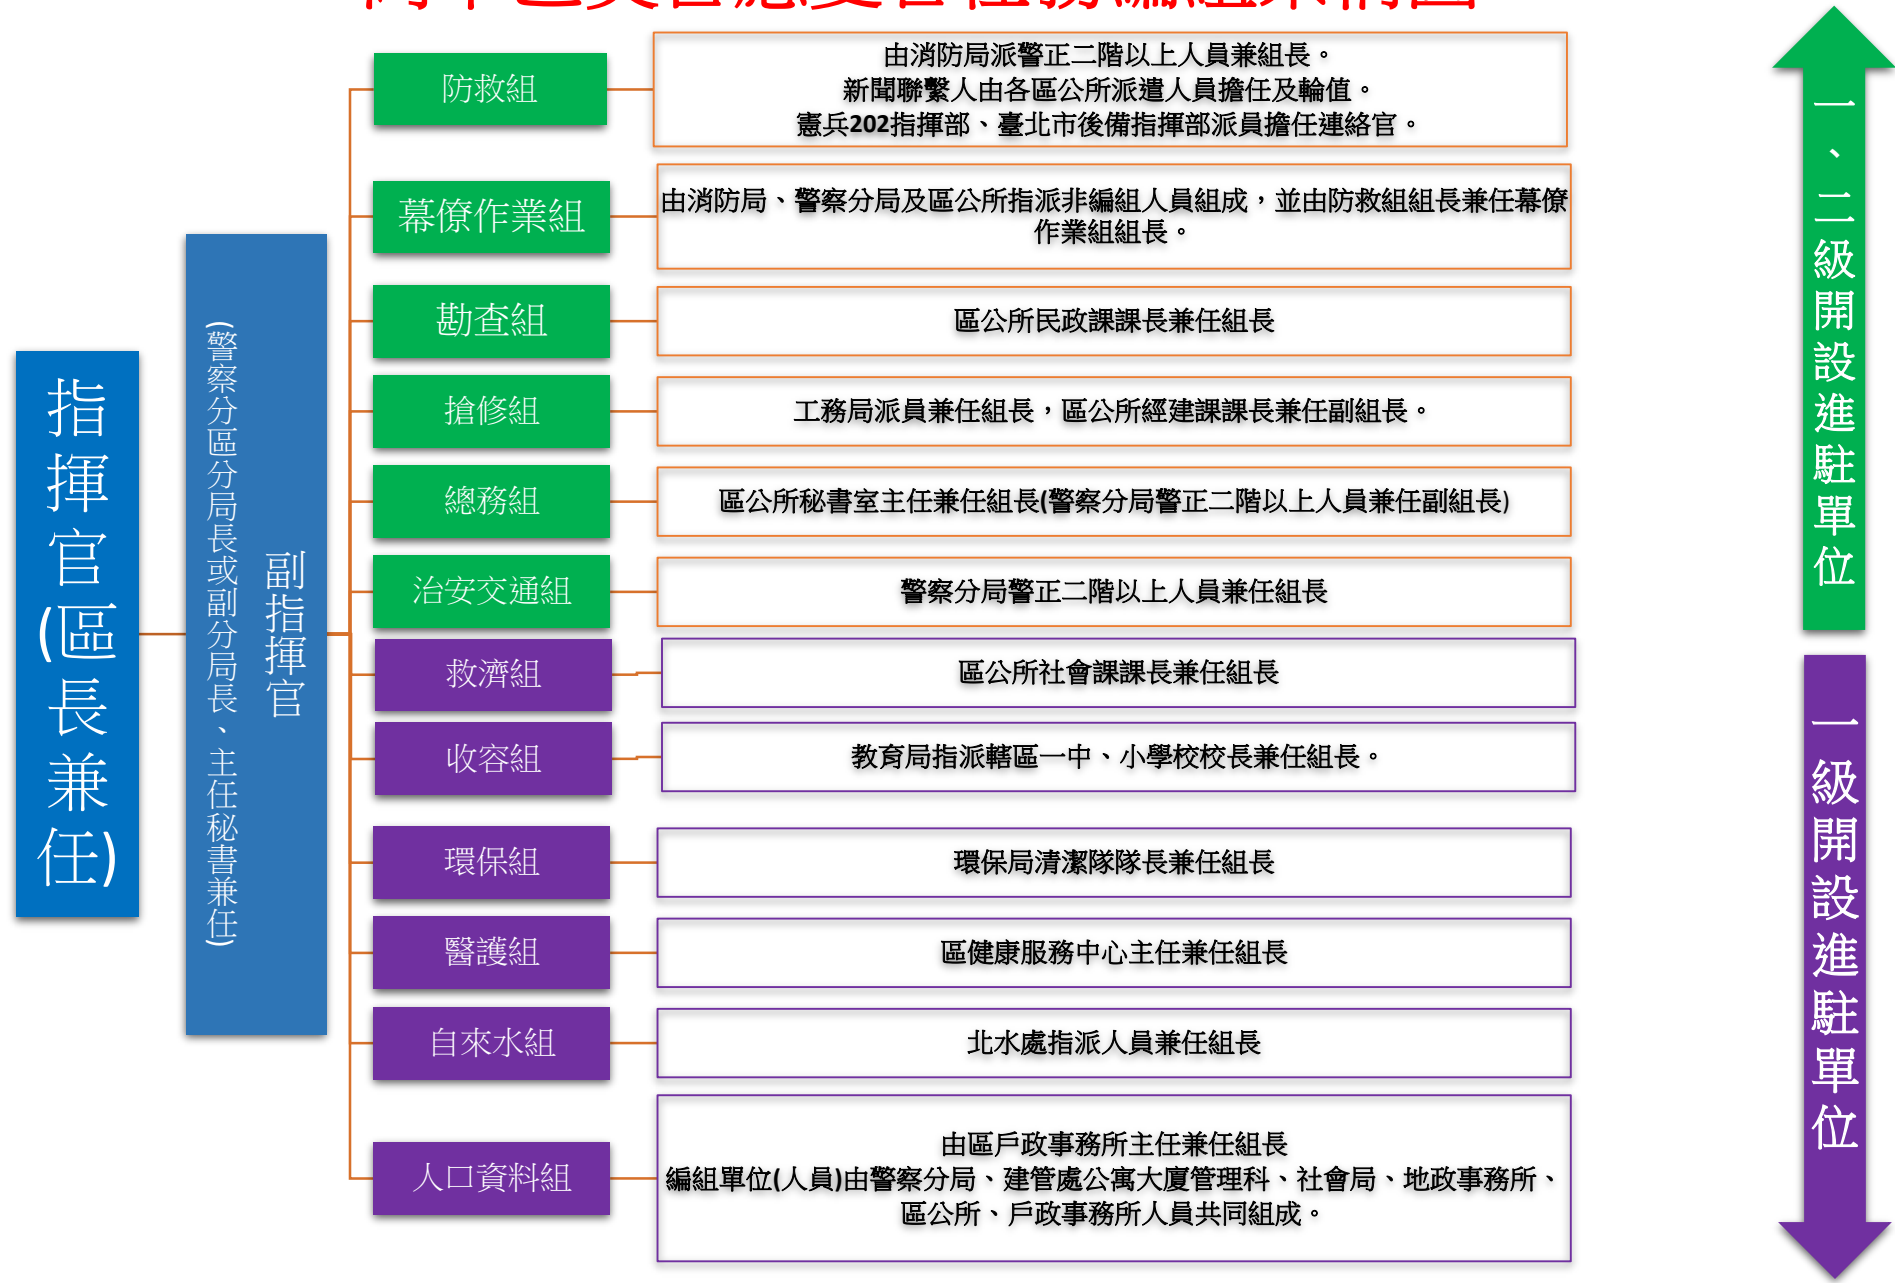 指揮官(區長兼任)
副指揮官
(警察分區分局長或副分局長、主任秘書兼任)
防救組
由消防局派警正二階以上人員兼組長。
新聞聯繫人由各區公所派遣人員擔任及輪值。
憲兵202指揮部、臺北市後備指揮部派員擔任連絡官。
幕僚作業組
由消防局、警察分局及區公所指派非編組人員組成，並由防救組組長兼任幕僚
作業組組長。
勘查組
區公所民政課課長兼任組長
搶修組
工務局派員兼任組長，區公所經建課課長兼任副組長。
總務組
區公所秘書室主任兼任組長(警察分局警正二階以上人員兼任副組長)
治安交通組
警察分局警正二階以上人員兼任組長
救濟組
區公所社會課課長兼任組長
收容組
教育局指派轄區一中、小學校校長兼任組長。
環保組
環保局清潔隊隊長兼任組長
醫護組
區健康服務中心主任兼任組長
自來水組
北水處指派人員兼任組長
人口資料組
由區戶政事務所主任兼任組長
編組單位(人員)由警察分局、建管處公寓大廈管理科、社會局、地政事務所、
區公所、戶政事務所人員共同組成。
一、二級開設進駐單位
一級開設進駐單位